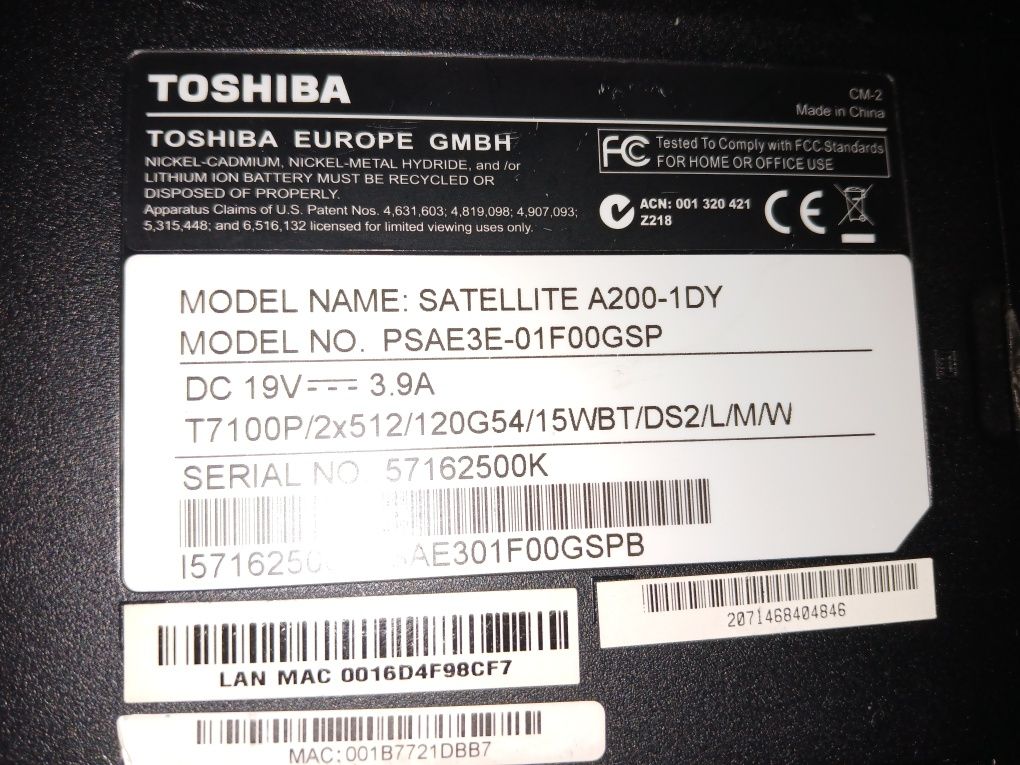 TOSHIBA
CM-2
Made in China
TOSHIBA EUROPE GMBH
NICKEL-CADMIUM, NICKEL-METAL HYDRIDE, and /or
LITHIUM ION BATTERY MUST BE RECYCLED OR
DISPOSED OF PROPERLY.
Apparatus Claims of U.S. Patent Nos. 4,631,603; 4,819,098; 4,907,093;
5,315,448; and 6,516,132 licensed for limited viewing uses only.
FC Tested To Comply with FCC Standards
FOR HOME OR OFFICE USE
ACN: 001 320 421
Z218
CE
MODEL NAME: SATELLITE A200-1DY
MODEL NO. PSAE3E-01F00GSP
DC 19V⎓ 3.9A
T7100P/2x512/120G54/15WBT/DS2/L/M/W
SERIAL NO. 57162500K
AE301F00GSPB
2071468404846
LAN MAC 0016D4F98CF7
MAC:001B7721DBB7